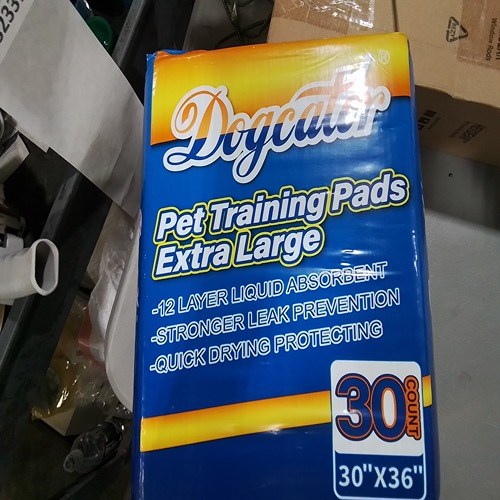 Dogcator
®
Pet Training Pads
Extra Large
-12 LAYER LIQUID ABSORBENT
-STRONGER LEAK PREVENTION
-QUICK DRYING PROTECTING
30 COUNT
30"X36"